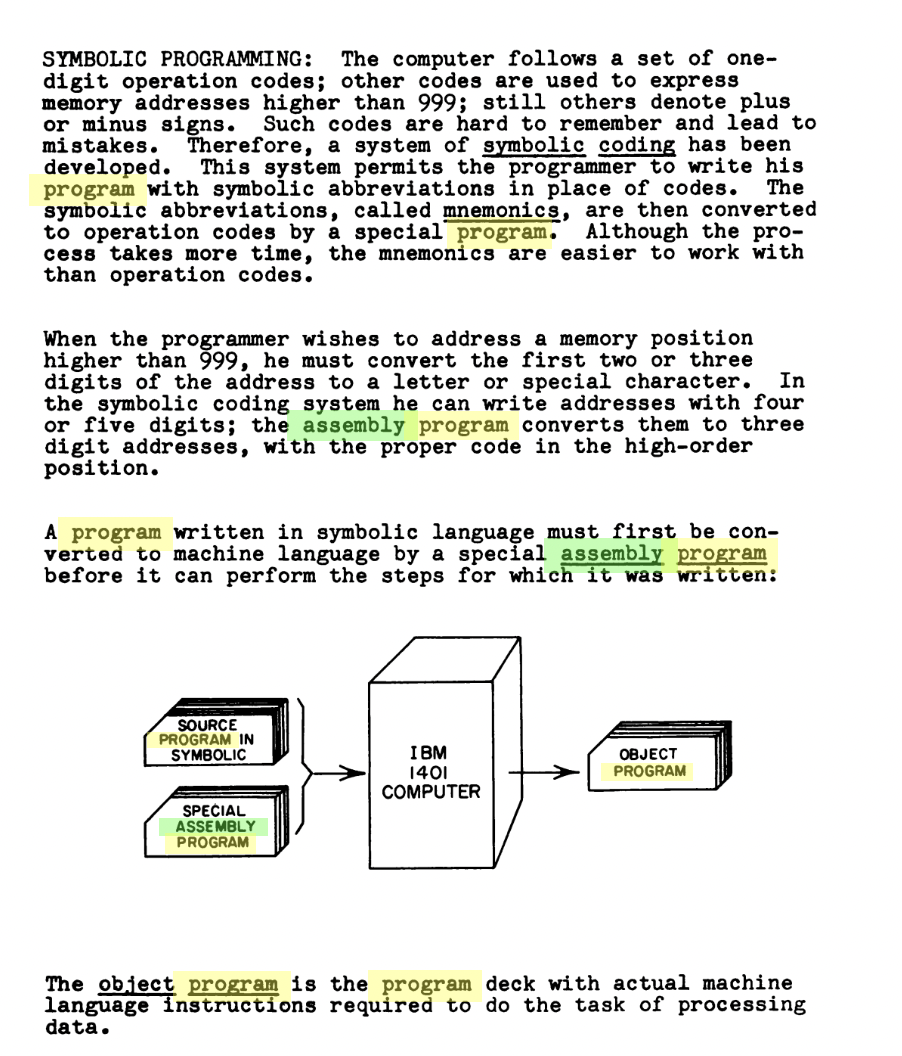 SYMBOLIC PROGRAMMING: The computer follows a set of one-
digit operation codes; other codes are used to express
memory addresses higher than 999; still others denote plus
or minus signs. Such codes are hard to remember and lead to
mistakes. Therefore, a system of symbolic coding has been
developed. This system permits the programmer to write his
program with symbolic abbreviations in place of codes. The
symbolic abbreviations, called mnemonics, are then converted
to operation codes by a special program. Although the pro-
cess takes more time, the mnemonics are easier to work with
than operation codes.
When the programmer wishes to address a memory position
higher than 999, he must convert the first two or three
digits of the address to a letter or special character. In
the symbolic coding system he can write addresses with four
or five digits; the assembly program converts them to three
digit addresses, with the proper code in the high-order
position.
A program written in symbolic language must first be con-
verted to machine language by a special assembly program
before it can perform the steps for which it was written:
SOURCE
PROGRAM IN
SYMBOLIC
SPECIAL
ASSEMBLY
PROGRAM
IBM
1401
COMPUTER
OBJECT
PROGRAM
The object program is the program deck with actual machine
language instructions required to do the task of processing
data.